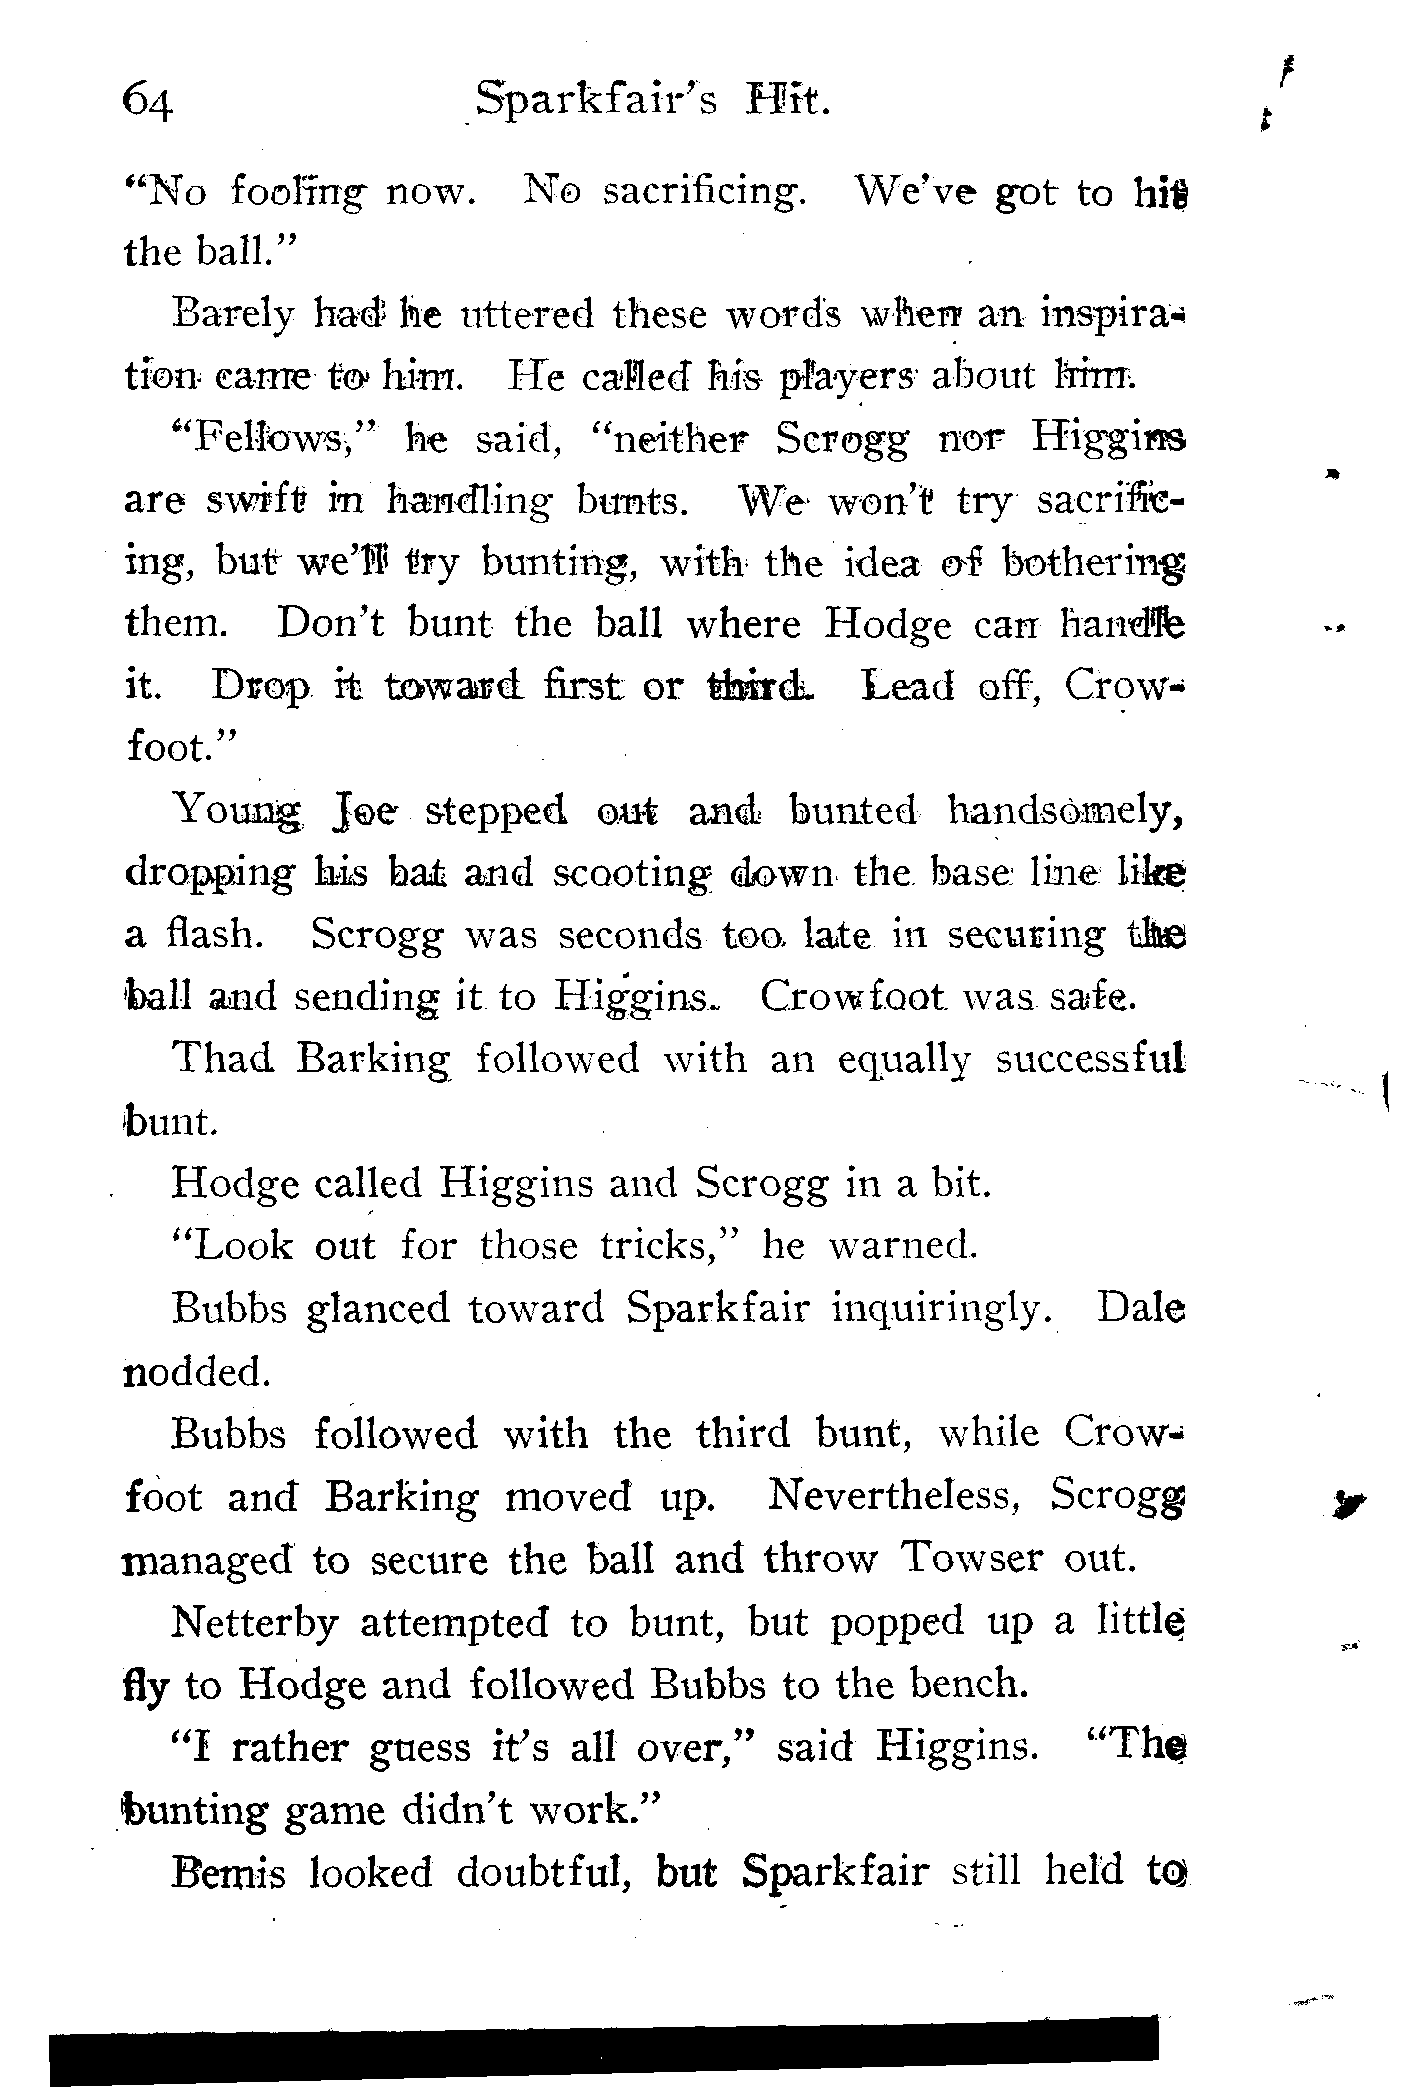 64 Sparkfair's Hit.
“No fooling now. No sacrificing. We've got to hit
the ball.”
Barely had he uttered these words when an inspira-
tion came to him. He called his players about him.
“Fellows,” he said, “neither Scrogg nor Higgins
are swift in handling bunts. We won't try sacrific-
ing, but we'll try bunting, with the idea of bothering
them. Don't bunt the ball where Hodge can handle
it. Drop it toward first or third. Lead off, Crow-
foot.”
Young Joe stepped out and bunted handsomely,
dropping his bat and scooting down the base line like
a flash. Scrogg was seconds too late in securing the
ball and sending it to Higgins. Crowfoot was safe.
Thad Barking followed with an equally successful
bunt.
Hodge called Higgins and Scrogg in a bit.
“Look out for those tricks,” he warned.
Bubbs glanced toward Sparkfair inquiringly. Dale
nodded.
Bubbs followed with the third bunt, while Crow-
foot and Barking moved up. Nevertheless, Scrogg
managed to secure the ball and throw Towser out.
Netterby attempted to bunt, but popped up a little
fly to Hodge and followed Bubbs to the bench.
“I rather guess it's all over,” said Higgins. “The
bunting game didn't work.”
Bemis looked doubtful, but Sparkfair still held to